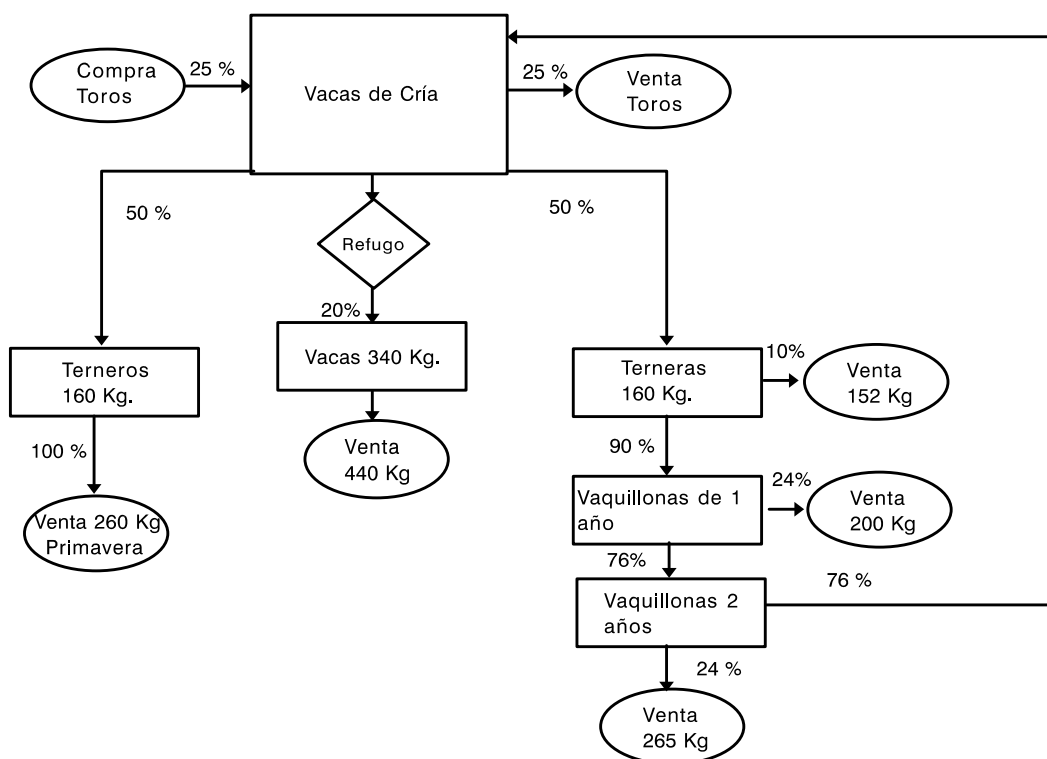 Compra
Toros
25 %
Vacas de Cría
25 %
Venta
Toros
50 %
Refugo
50 %
20%
Terneros
160 Kg.
Vacas 340 Kg.
Terneras
160 Kg.
10%
Venta
152 Kg
100 %
Venta
440 Kg
90 %
Venta 260 Kg
Primavera
Vaquillonas de 1
año
24%
Venta
200 Kg
76%
Vaquillonas 2
años
76 %
24 %
Venta
265 Kg